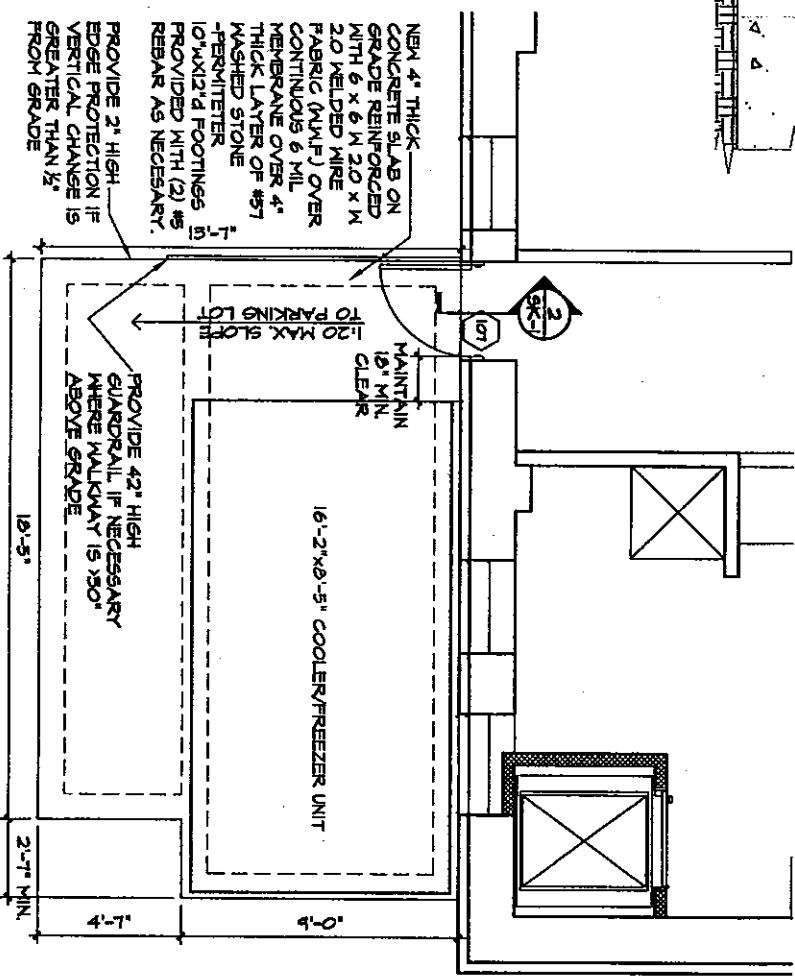 NEW 4" THICK
CONCRETE SLAB ON
GRADE REINFORCED
WITH 6 x 6 W 2.0 x W
2.0 WELDED WIRE
FABRIC (W.W.F.) OVER
CONTINUOUS 6 MIL
MEMBRANE OVER 4"
THICK LAYER OF #57
WASHED STONE
-PERMITETER
10"wX12"d FOOTINGS
PROVIDED WITH (2) #5
REBAR AS NECESARY.
PROVIDE 2" HIGH
EDGE PROTECTION IF
VERTICAL CHANGE IS
GREATER THAN ½"
FROM GRADE
13'-7"
1:20 MAX. SLOPE
TO PARKING LOT
2
SK-1
107
MAINTAIN
18" MIN.
CLEAR
16'-2"x8'-5" COOLER/FREEZER UNIT
PROVIDE 42" HIGH
GUARDRAIL IF NECESSARY
WHERE WALKWAY IS >30"
ABOVE GRADE
18'-5"
2'-7" MIN.
4'-7"
9'-0"